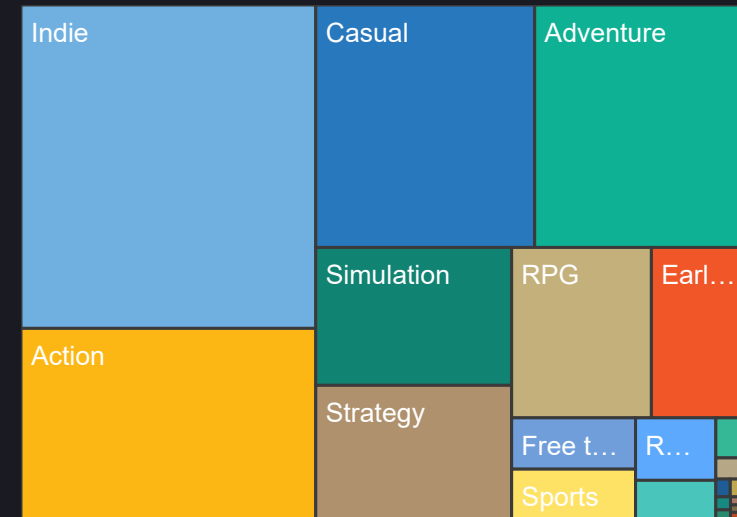 Indie
Casual
Adventure
Simulation
RPG
Earl...
Action
Strategy
Free t...
R...
Sports